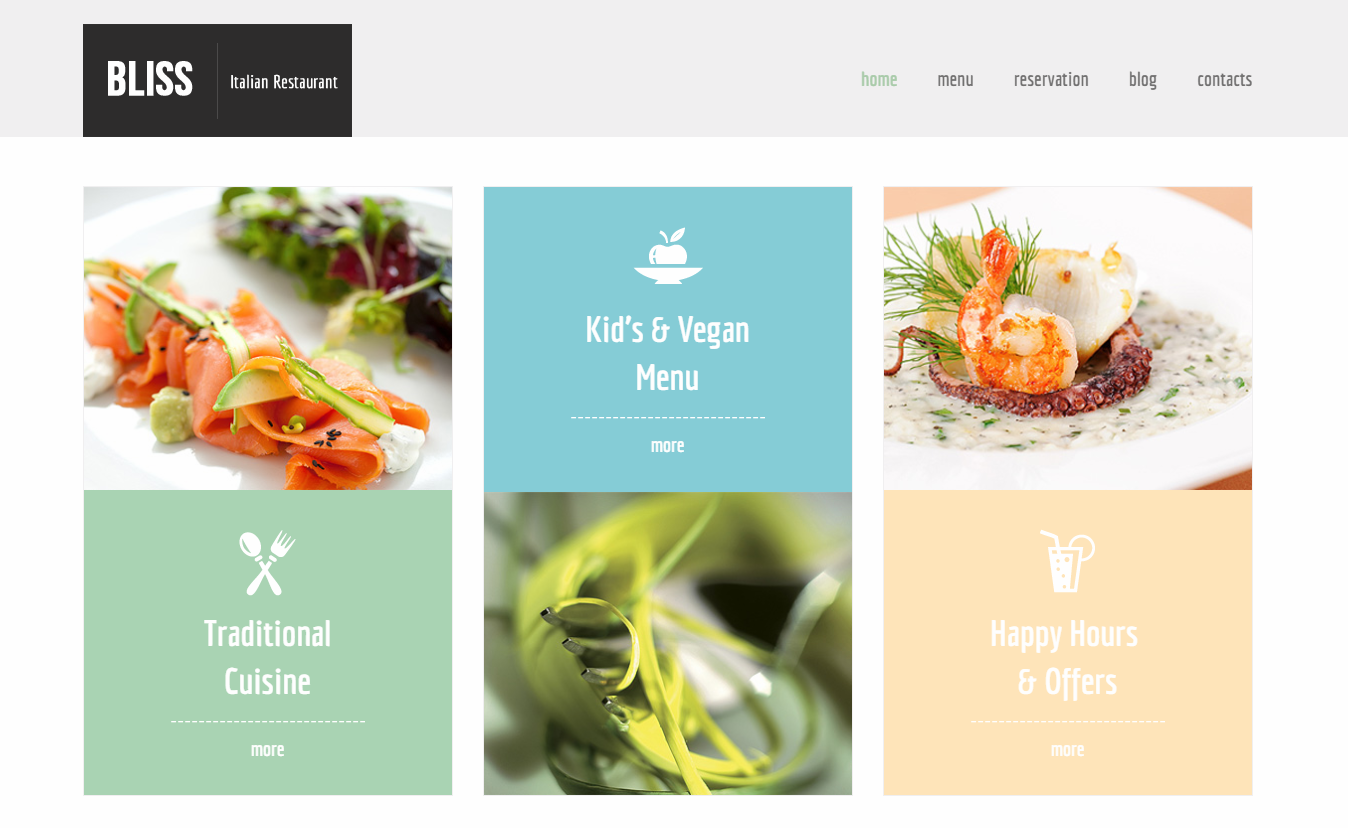 BLISS
Italian Restaurant
home
menu
reservation
blog
contacts
Kid's & Vegan
Menu
more
Traditional
Cuisine
more
Happy Hours
& Offers
more